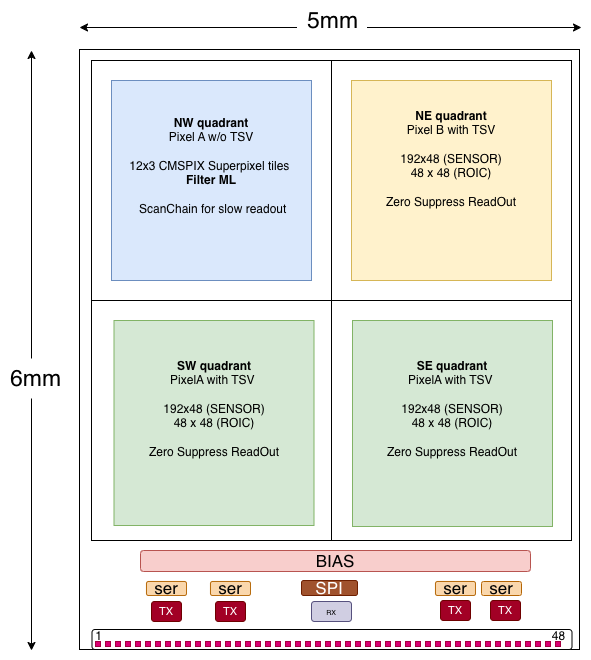 5mm
6mm
NW quadrant
Pixel A w/o TSV
12x3 CMSPIX Superpixel tiles
Filter ML
ScanChain for slow readout
NE quadrant
Pixel B with TSV
192x48 (SENSOR)
48 x 48 (ROIC)
Zero Suppress ReadOut
SW quadrant
PixelA with TSV
192x48 (SENSOR)
48 x 48 (ROIC)
Zero Suppress ReadOut
SE quadrant
PixelA with TSV
192x48 (SENSOR)
48 x 48 (ROIC)
Zero Suppress ReadOut
BIAS
ser ser SPI ser ser
TX TX RX TX TX
1 48